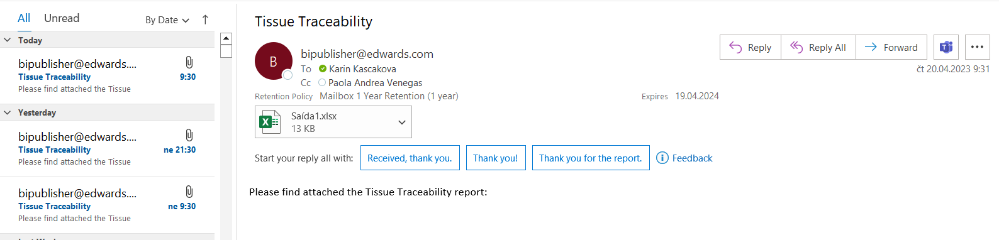 All Unread By Date
Today
bipublisher@edwards....
Tissue Traceability 9:30
Please find attached the Tissue
Yesterday
bipublisher@edwards....
Tissue Traceability ne 21:30
Please find attached the Tissue
bipublisher@edwards....
Tissue Traceability ne 9:30
Please find attached the Tissue
Tissue Traceability
B
bipublisher@edwards.com
To Karin Kascakova
Cc Paola Andrea Venegas
Retention Policy Mailbox 1 Year Retention (1 year) Expires 19.04.2024
Reply Reply All Forward
čt 20.04.2023 9:31
Saída1.xlsx
13 KB
Start your reply all with: Received, thank you. Thank you! Thank you for the report. Feedback
Please find attached the Tissue Traceability report: